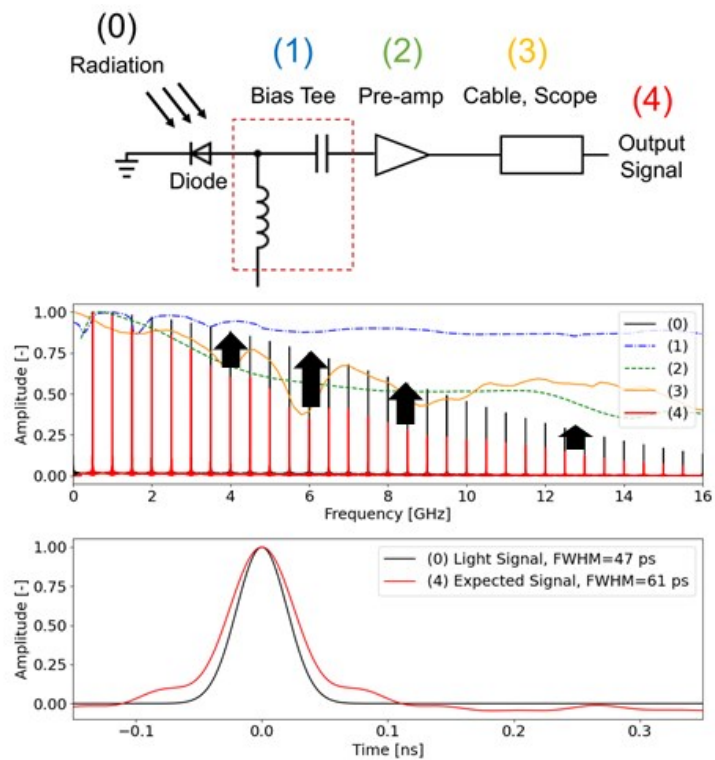 (0)
Radiation
(1)
(2)
(3)
(4)
Bias Tee
Pre-amp
Cable, Scope
Output
Signal
Diode
Amplitude [-]
1.00
0.75
0.50
0.25
0.00
(0)
(1)
(2)
(3)
(4)
0 2 4 6 8 10 12 14 16
Frequency [GHz]
Amplitude [-]
1.00
0.75
0.50
0.25
0.00
(0) Light Signal, FWHM=47 ps
(4) Expected Signal, FWHM=61 ps
−0.1 0.0 0.1 0.2 0.3
Time [ns]